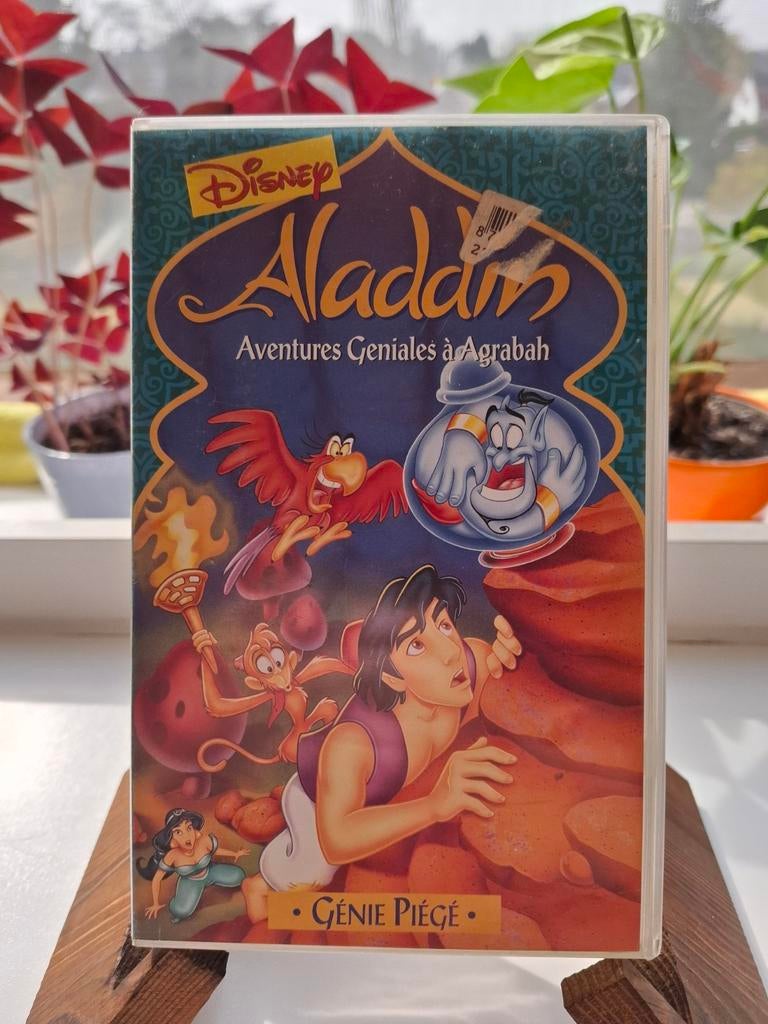 Disney
Aladdin
Aventures Geniales à Agrabah
• Génie Piégé •